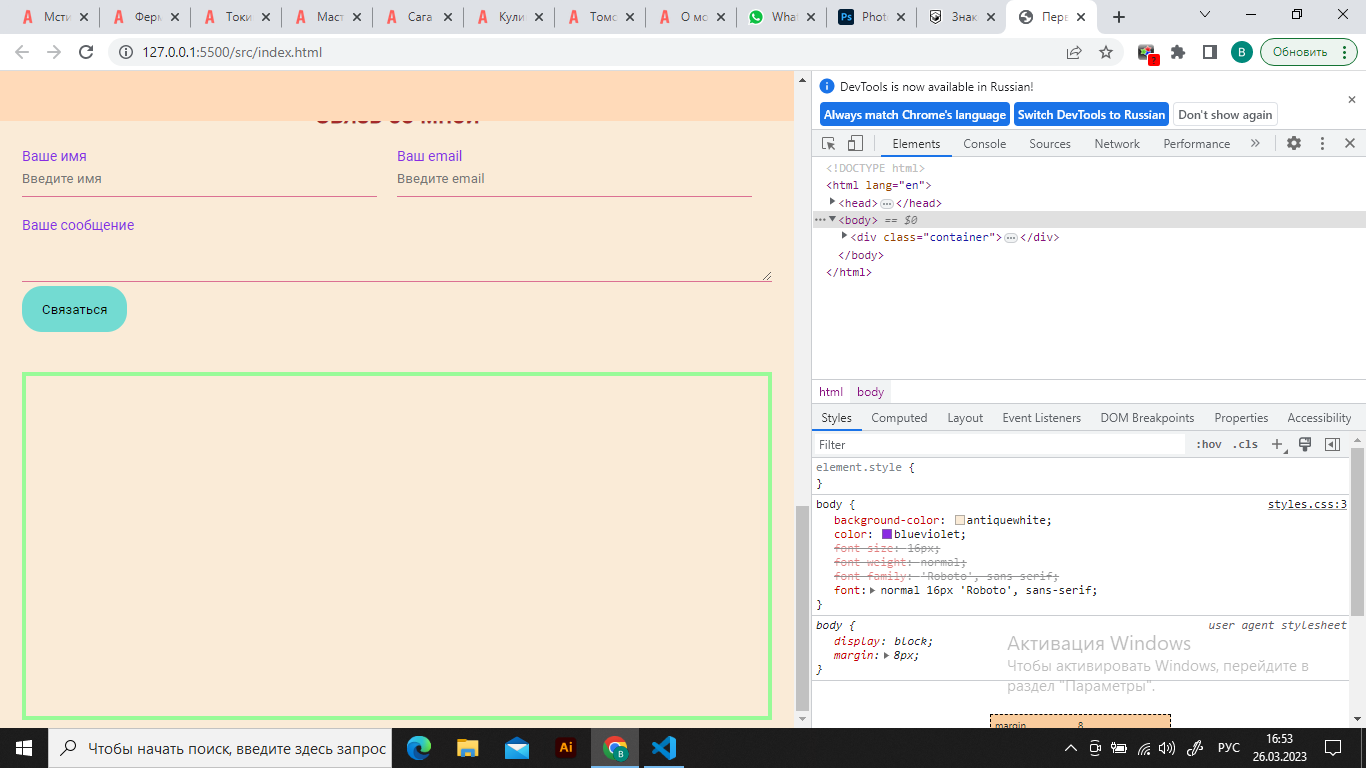 Мсти
Ферм
Токи
Маст
Сага
Кули
Томс
О мо
What
Photo
Знак
Перв
127.0.0.1:5500/src/index.html
В
Обновить
Ваше имя
Ваш email
Введите имя
Введите email
Ваше сообщение
Связаться
DevTools is now available in Russian!
Always match Chrome's language
Switch DevTools to Russian
Don't show again
Elements
Console
Sources
Network
Performance
<!DOCTYPE html>
<html lang="en">
<head> … </head>
<body> == $0
<div class="container"> … </div>
</body>
</html>
html body
Styles
Computed
Layout
Event Listeners
DOM Breakpoints
Properties
Accessibility
Filter
:hov .cls
element.style {
}
body { styles.css:3
background-color: antiquewhite;
color: blueviolet;
font-size: 16px;
font-weight: normal;
font-family: 'Roboto', sans-serif;
font: normal 16px 'Roboto', sans-serif;
}
body { user agent stylesheet
display: block;
margin: 8px;
}
Активация Windows
Чтобы активировать Windows, перейдите в
раздел "Параметры".
margin 8
Чтобы начать поиск, введите здесь запрос
Ai
РУС
16:53
26.03.2023